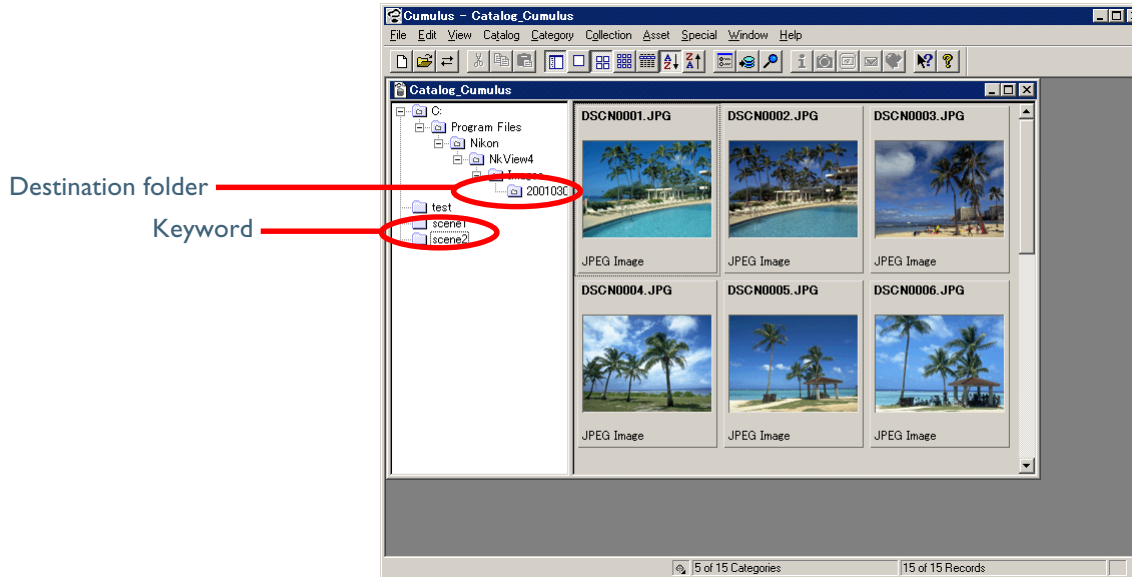 Cumulus - Catalog_Cumulus
File Edit View Catalog Category Collection Asset Special Window Help
Catalog_Cumulus
C:
Program Files
Nikon
NkView4
Images
2001030
test
scene1
scene2
Destination folder
Keyword
DSCN0001.JPG DSCN0002.JPG DSCN0003.JPG
JPEG Image JPEG Image JPEG Image
DSCN0004.JPG DSCN0005.JPG DSCN0006.JPG
JPEG Image JPEG Image JPEG Image
5 of 15 Categories 15 of 15 Records